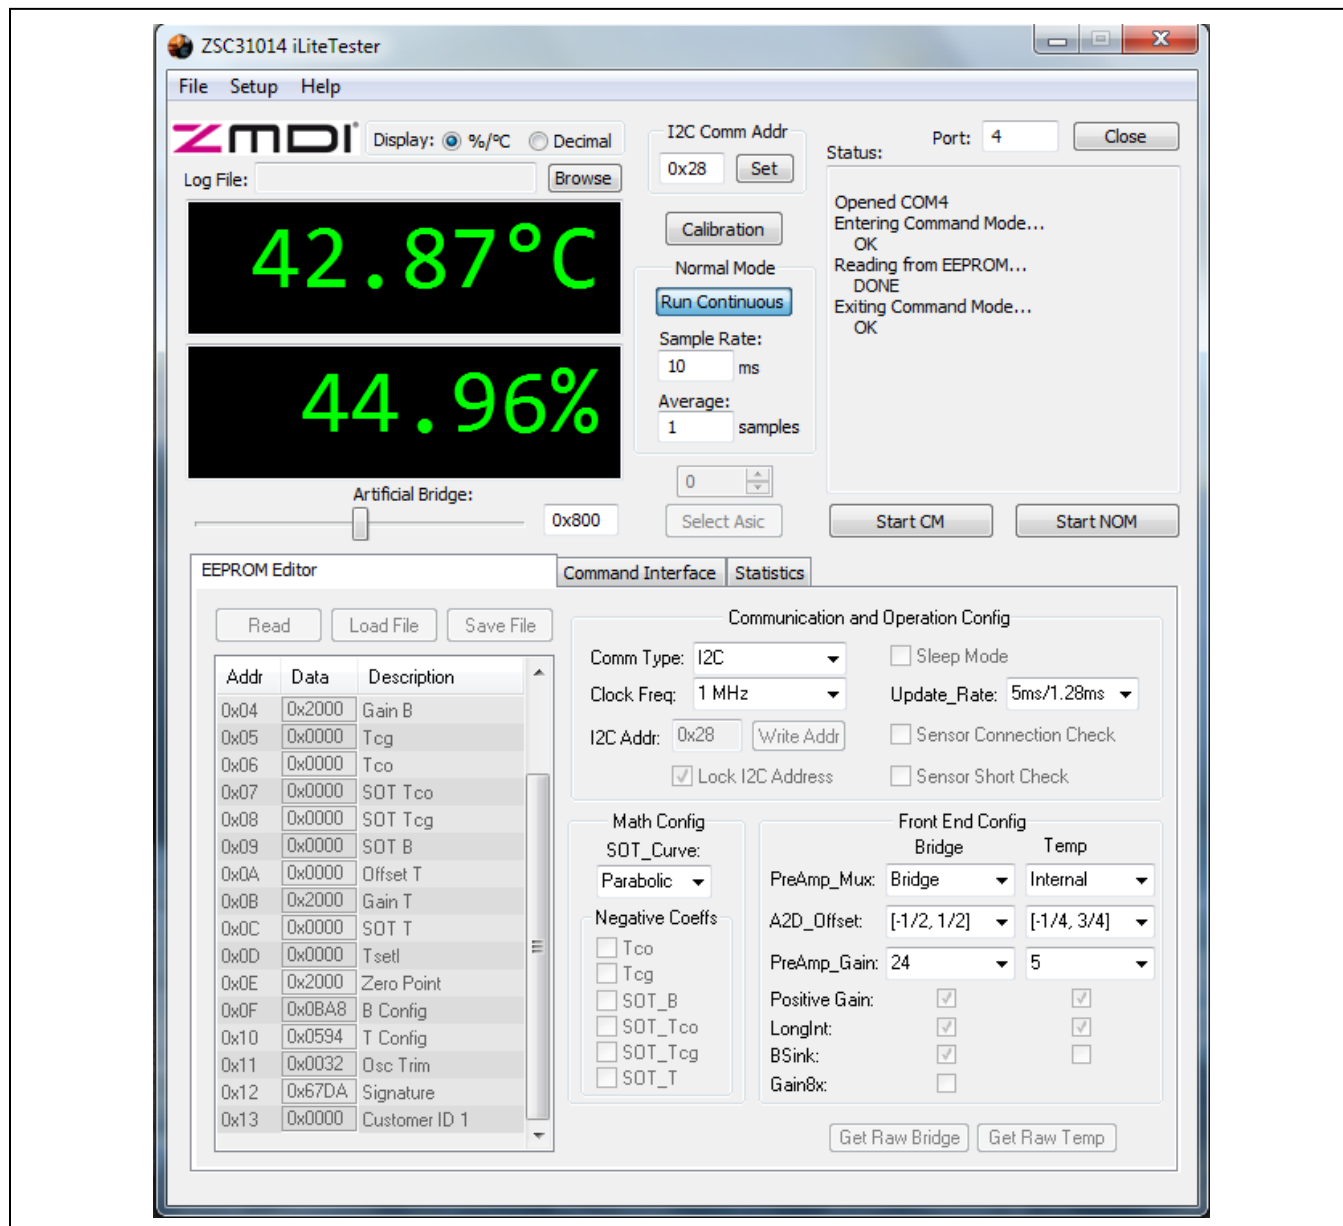 ZSC31014 iLiteTester
File Setup Help
ZMDI Display: %/°C Decimal
Log File: Browse
I2C Comm Addr
0x28 Set
Port: 4 Close
Status:
42.87°C
44.96%
Artificial Bridge:
0x800
Calibration
Normal Mode
Run Continuous
Sample Rate:
10 ms
Average:
1 samples
0
Select Asic
Opened COM4
Entering Command Mode...
OK
Reading from EEPROM...
DONE
Exiting Command Mode...
OK
Start CM Start NOM
EEPROM Editor Command Interface Statistics
Read Load File Save File
Addr Data Description
0x04 0x2000 Gain B
0x05 0x0000 Tcg
0x06 0x0000 Tco
0x07 0x0000 SOT Tco
0x08 0x0000 SOT Tcg
0x09 0x0000 SOT B
0x0A 0x0000 Offset T
0x0B 0x2000 Gain T
0x0C 0x0000 SOT T
0x0D 0x0000 Tsetl
0x0E 0x2000 Zero Point
0x0F 0x0BA8 B Config
0x10 0x0594 T Config
0x11 0x0032 Osc Trim
0x12 0x67DA Signature
0x13 0x0000 Customer ID 1
Communication and Operation Config
Comm Type: I2C Sleep Mode
Clock Freq: 1 MHz Update_Rate: 5ms/1.28ms
I2C Addr: 0x28 Write Addr Sensor Connection Check
Lock I2C Address Sensor Short Check
Math Config
SOT_Curve:
Parabolic
Negative Coeffs
Tco
Tcg
SOT_B
SOT_Tco
SOT_Tcg
SOT_T
Front End Config
Bridge Temp
PreAmp_Mux: Bridge Internal
A2D_Offset: [-1/2, 1/2] [-1/4, 3/4]
PreAmp_Gain: 24 5
Positive Gain:
LongInt:
BSink:
Gain8x:
Get Raw Bridge Get Raw Temp